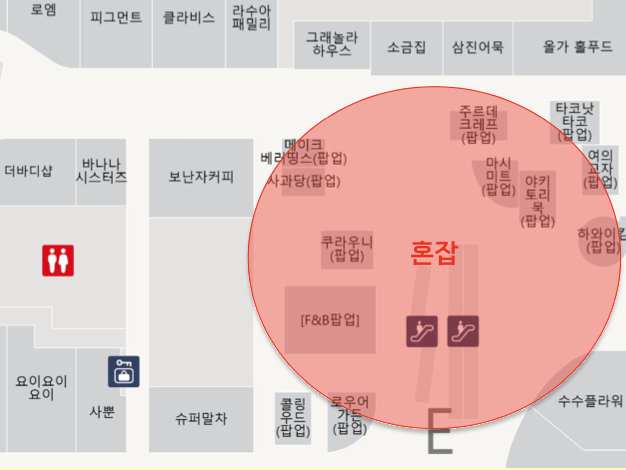 로엠
피그먼트
클라비스
라수아
패밀리
그래놀라
하우스
소금집
삼진어묵
올가 홀푸드
주르데
크레프
(팝업)
타코낫
타코
(팝업)
메이크
베러띵스(팝업)
사과당(팝업)
더바디샵
바나나
시스터즈
보난자커피
마시
미트
(팝업)
야키
토리
묵
(팝업)
여의
교자
(팝업)
쿠라우니
(팝업)
혼잡
하와이킴
(팝업)
[F&B팝업]
요이요이
요이
사뿐
슈퍼말차
콜링
우드
(팝업)
로우어
가든
(팝업)
E
수수플라워